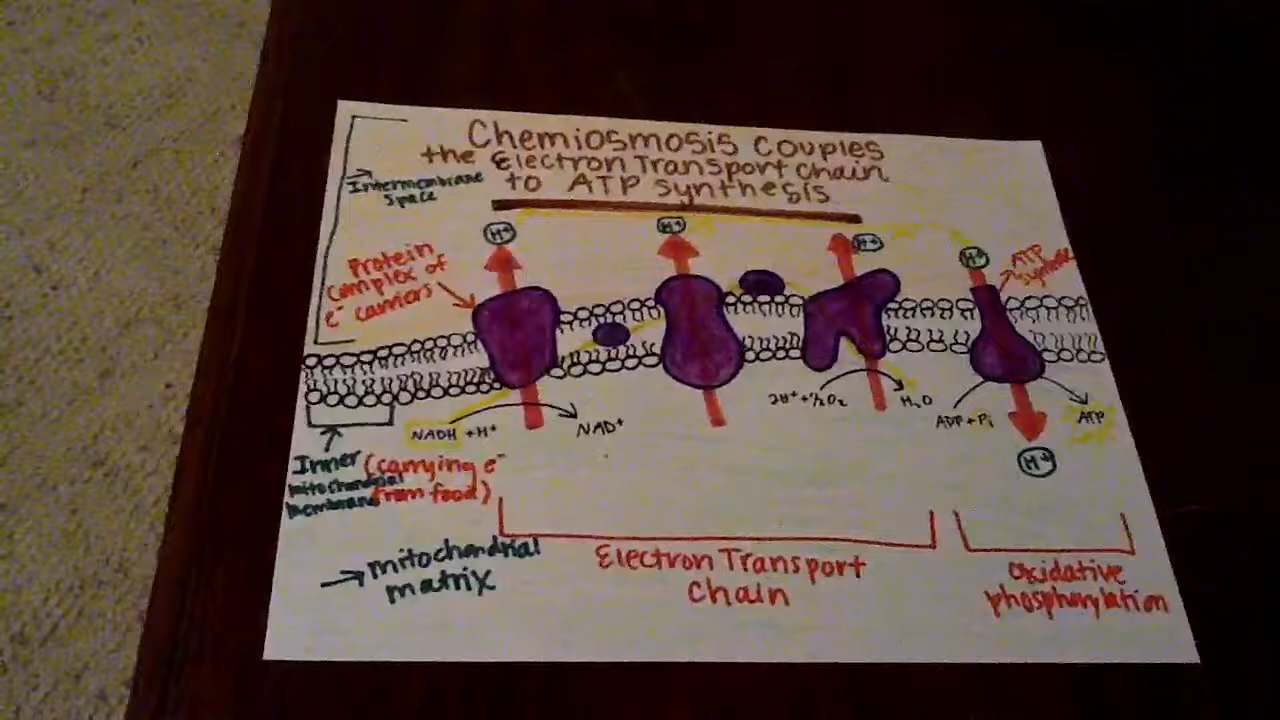 Chemiosmosis Couples
the Electron Transport Chain
to ATP synthesis
Intermembrane
Space
H+
H+
H+
H+
ATP
synthase
Protein
complex of
e- carriers
2H+ + ½O2
H2O
ADP + Pi
ATP
NADH + H+
NAD+
H+
Inner
mitochondrial
membrane
(carrying e-
from food)
mitochondrial
matrix
Electron Transport
Chain
Oxidative
phosphorylation